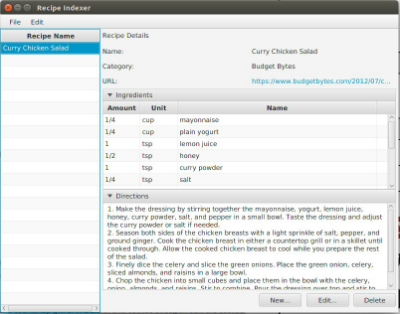 Recipe Indexer
File Edit
Recipe Name
Curry Chicken Salad
Recipe Details
Name: Curry Chicken Salad
Category: Budget Bytes
URL: https://www.budgetbytes.com/2012/07/c...
Ingredients
Amount Unit Name
1/4 cup mayonnaise
1/4 cup plain yogurt
1 tsp lemon juice
1/2 tsp honey
1 tsp curry powder
1/4 tsp salt
Directions
1. Make the dressing by stirring together the mayonnaise, yogurt, lemon juice,
honey, curry powder, salt, and pepper in a small bowl. Taste the dressing and adjust
the curry powder or salt if needed.
2. Season both sides of the chicken breasts with a light sprinkle of salt, pepper, and
ground ginger. Cook the chicken breast in either a countertop grill or in a skillet until
cooked through. Allow the cooked chicken to cool while you prepare the rest
of the salad.
3. Finely dice the celery and slice the green onions. Place the green onion, celery,
sliced almonds, and raisins in a large bowl.
4. Chop the chicken into small cubes and place them in the bowl with the celery,
onion, almonds, and raisins. Stir to combine. Pour the dressing over top and stir to
New... Edit... Delete